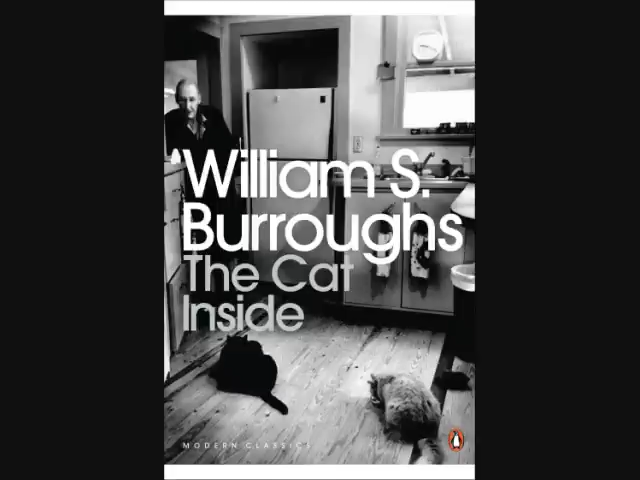 William S.
Burroughs
The Cat
Inside
MODERN CLASSICS